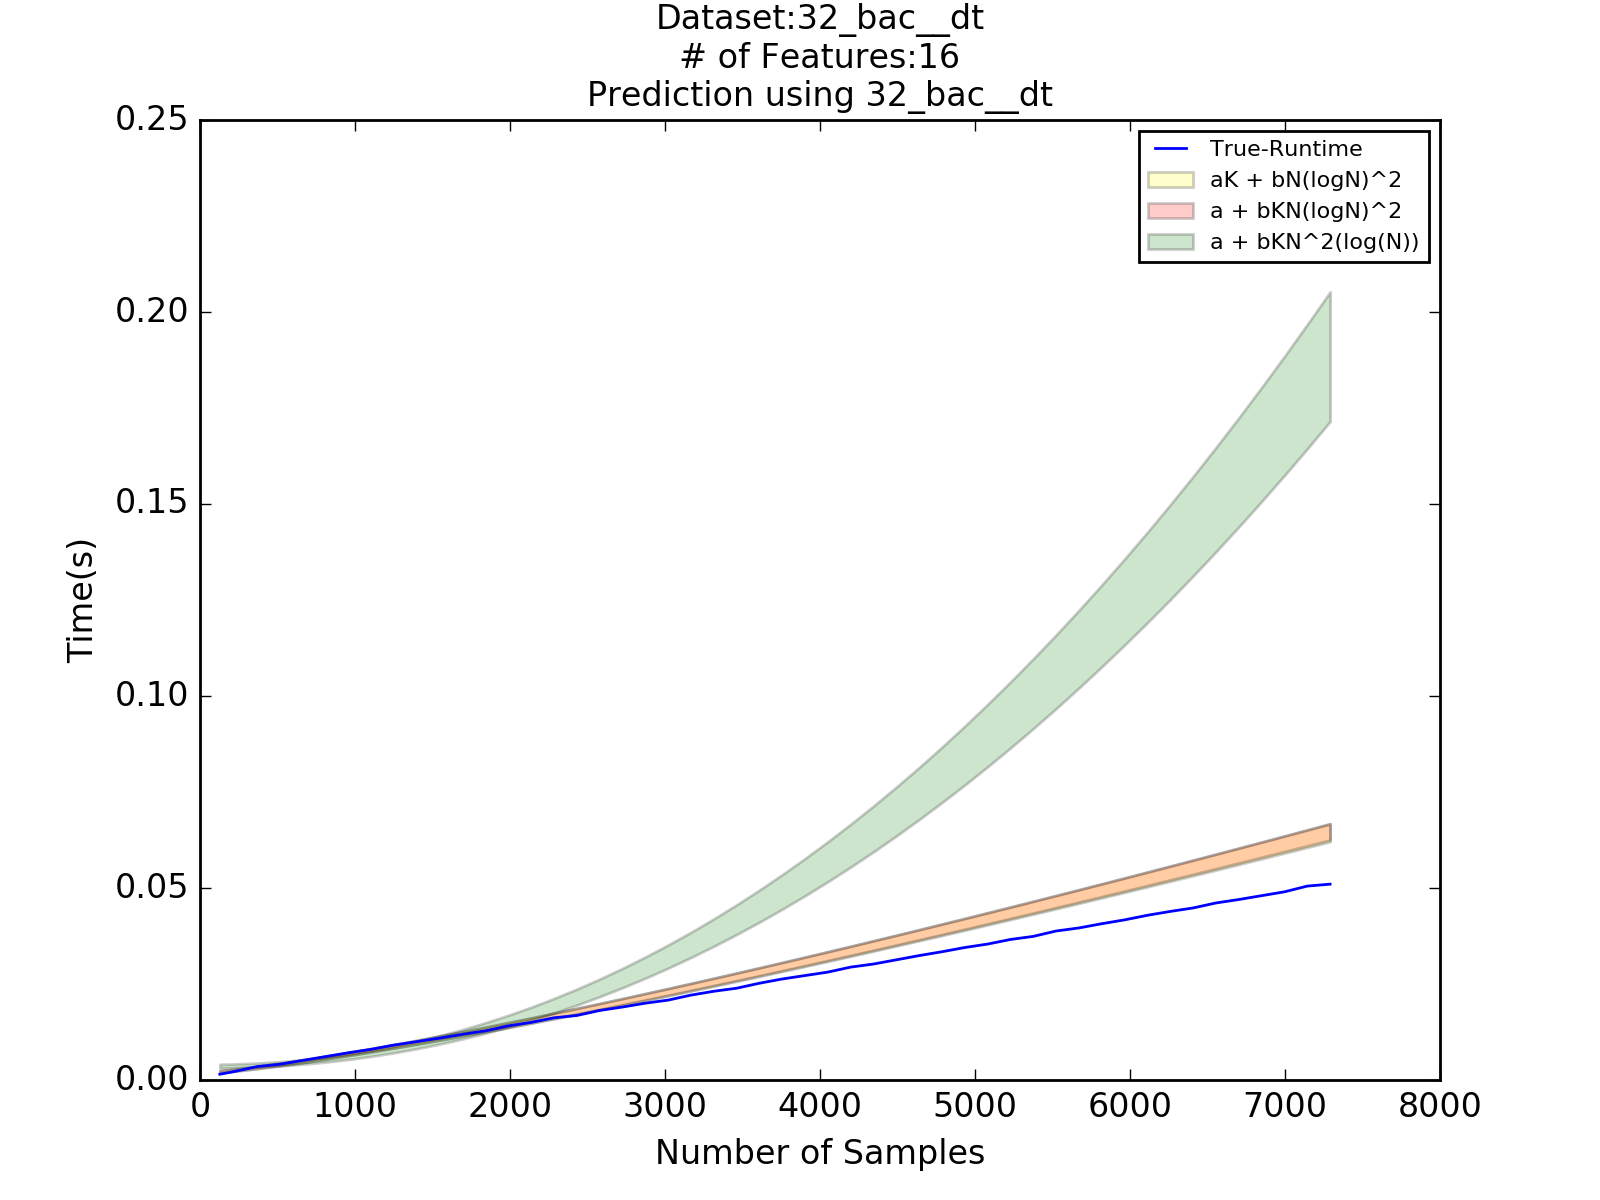 Dataset:32_bac__dt
# of Features:16
Prediction using 32_bac__dt
0.25
0.20
0.15
0.10
0.05
0.00
Time(s)
True-Runtime
aK + bN(logN)^2
a + bKN(logN)^2
a + bKN^2(log(N))
0 1000 2000 3000 4000 5000 6000 7000 8000
Number of Samples